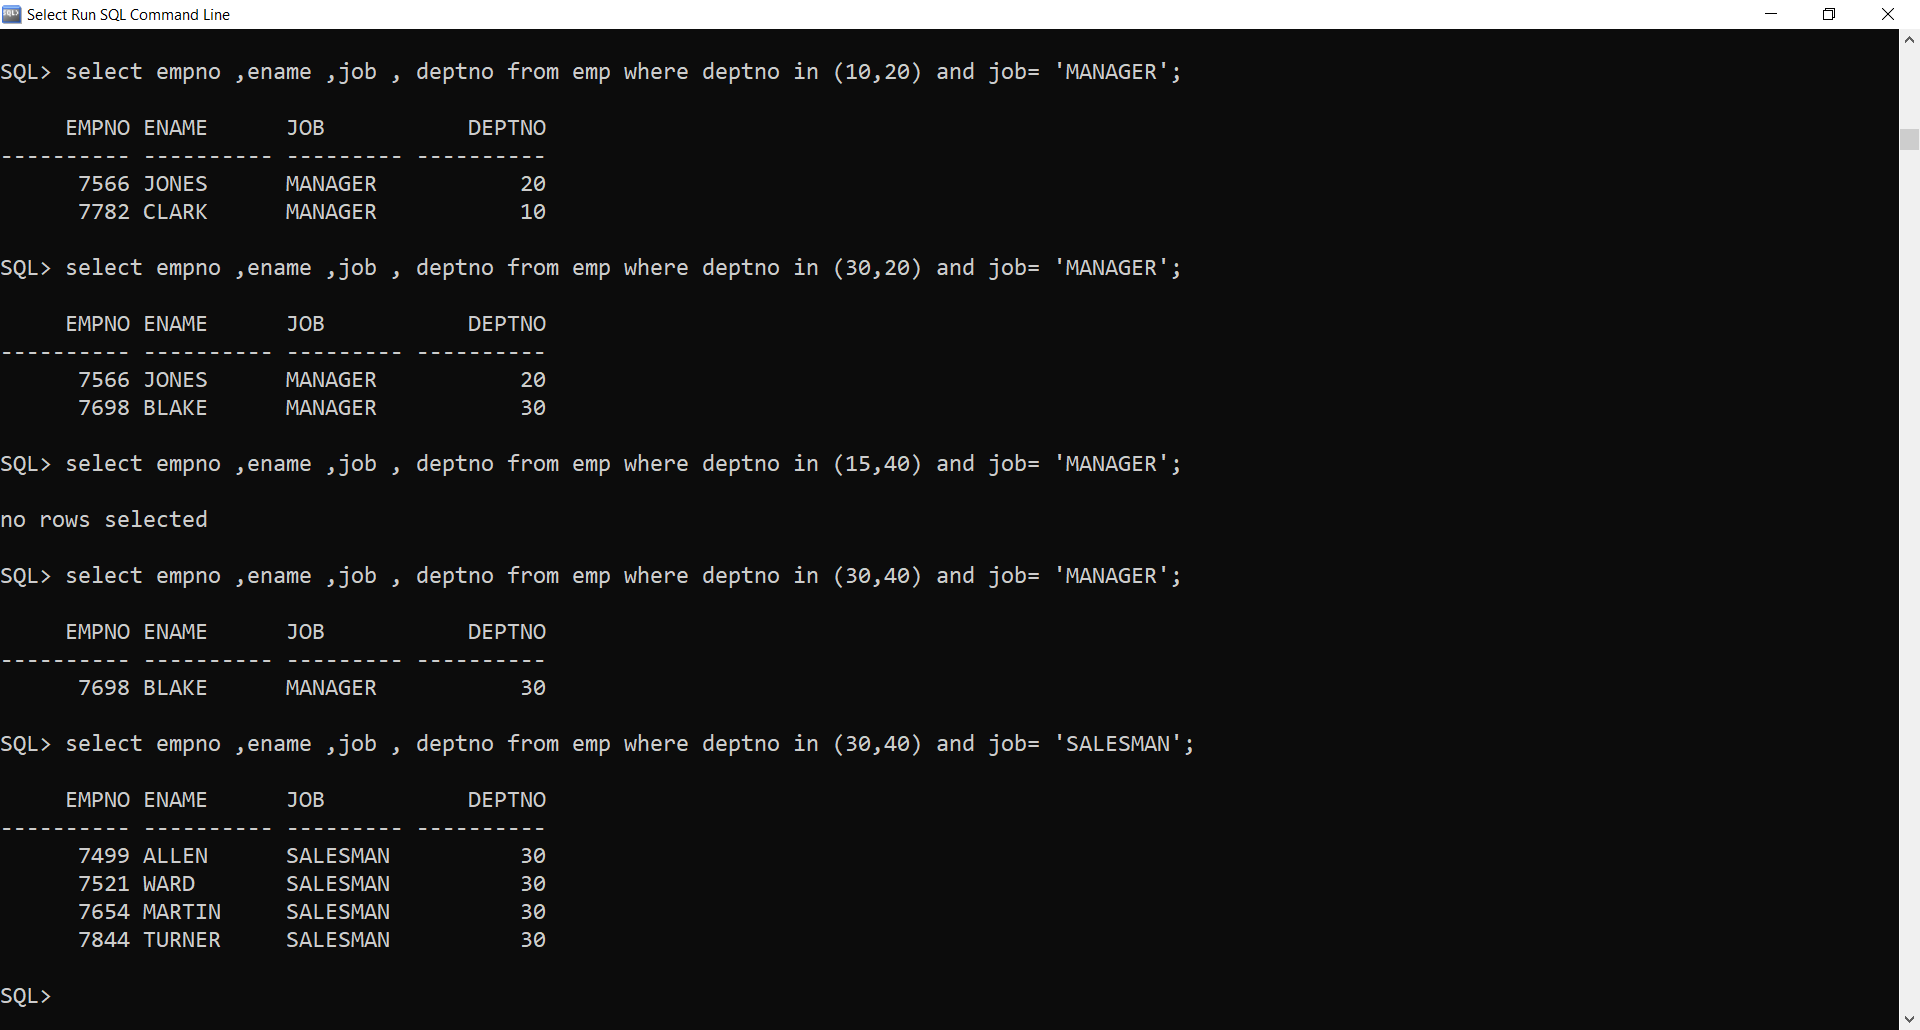 Select Run SQL Command Line
SQL> select empno ,ename ,job , deptno from emp where deptno in (10,20) and job= 'MANAGER';
     EMPNO ENAME      JOB           DEPTNO
---------- ---------- --------- ----------
      7566 JONES      MANAGER           20
      7782 CLARK      MANAGER           10
SQL> select empno ,ename ,job , deptno from emp where deptno in (30,20) and job= 'MANAGER';
     EMPNO ENAME      JOB           DEPTNO
---------- ---------- --------- ----------
      7566 JONES      MANAGER           20
      7698 BLAKE      MANAGER           30
SQL> select empno ,ename ,job , deptno from emp where deptno in (15,40) and job= 'MANAGER';
no rows selected
SQL> select empno ,ename ,job , deptno from emp where deptno in (30,40) and job= 'MANAGER';
     EMPNO ENAME      JOB           DEPTNO
---------- ---------- --------- ----------
      7698 BLAKE      MANAGER           30
SQL> select empno ,ename ,job , deptno from emp where deptno in (30,40) and job= 'SALESMAN';
     EMPNO ENAME      JOB           DEPTNO
---------- ---------- --------- ----------
      7499 ALLEN      SALESMAN          30
      7521 WARD       SALESMAN          30
      7654 MARTIN     SALESMAN          30
      7844 TURNER     SALESMAN          30
SQL>